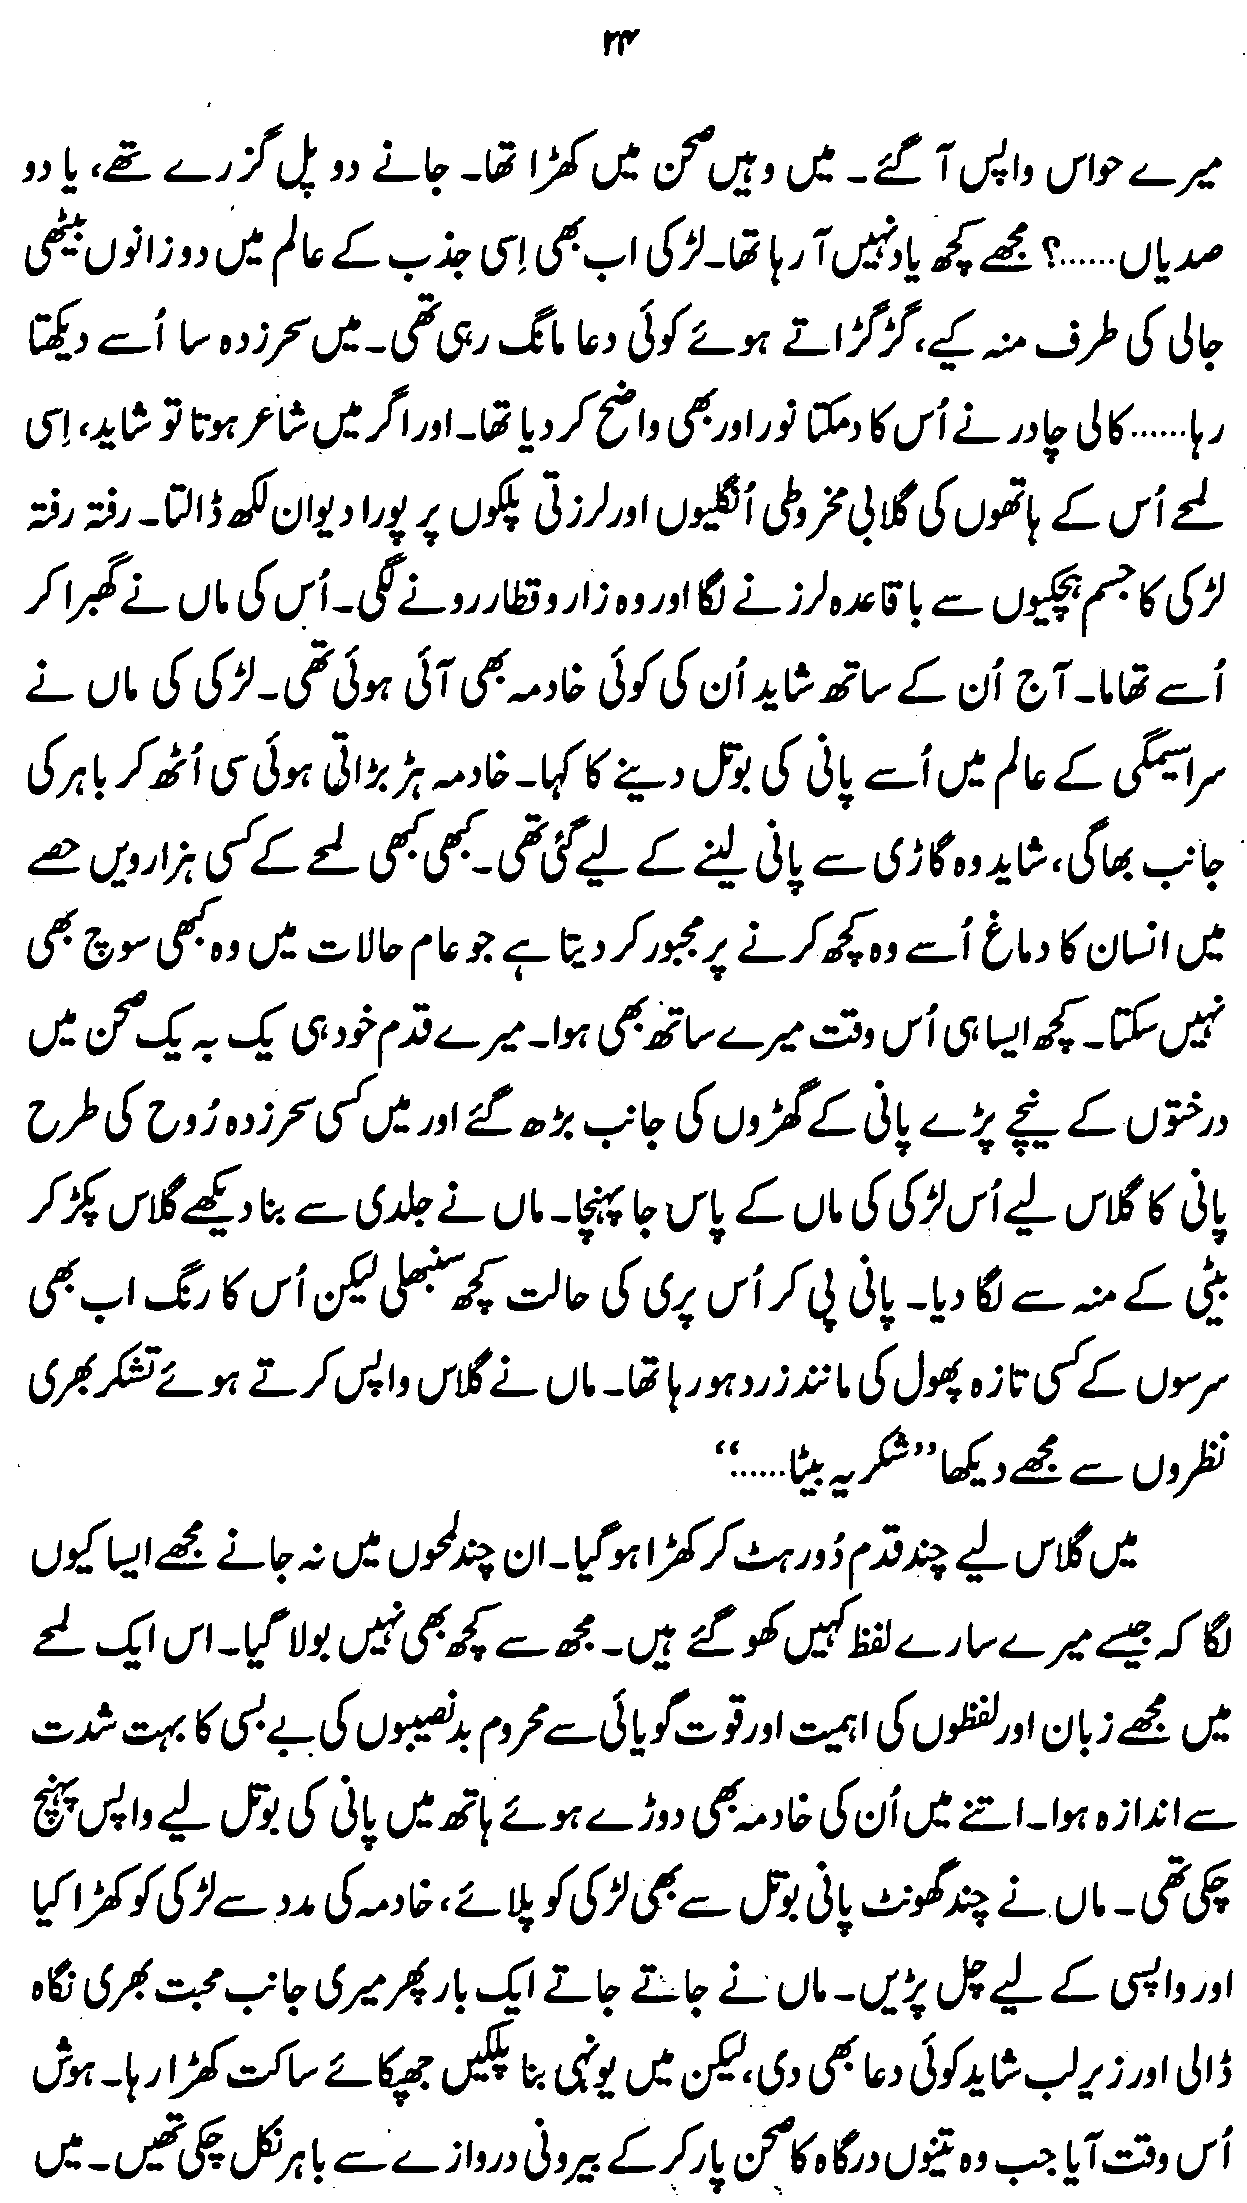 ۲۴
میرے حواس واپس آ گئے۔ میں وہیں صحن میں کھڑا تھا۔ جانے دو پل گزرے تھے، یا دو
صدیاں......؟ مجھے کچھ یاد نہیں آ رہا تھا۔ لڑکی اب بھی اِسی جذب کے عالم میں دو زانوں بیٹھی
جالی کی طرف منہ کیے، گڑگڑاتے ہوئے کوئی دعا مانگ رہی تھی۔ میں سحر زدہ سا اُسے دیکھتا
رہا...... کالی چادر نے اُس کا دمکتا نور اور بھی واضح کر دیا تھا۔ اور اگر میں شاعر ہوتا تو شاید، اِسی
لمحے اُس کے ہاتھوں کی گلابی مخروطی اُنگلیوں اور لرزتی پلکوں پر پورا دیوان لکھ ڈالتا۔ رفتہ رفتہ
لڑکی کا جسم ہچکیوں سے باقاعدہ لرزنے لگا اور وہ زار و قطار رونے لگی۔ اُس کی ماں نے گھبرا کر
اُسے تھاما۔ آج اُن کے ساتھ شاید اُن کی کوئی خادمہ بھی آئی ہوئی تھی۔ لڑکی کی ماں نے
سراسیمگی کے عالم میں اُسے پانی کی بوتل دینے کا کہا۔ خادمہ ہڑبڑاتی ہوئی سی اُٹھ کر باہر کی
جانب بھاگی، شاید وہ گاڑی سے پانی لینے کے لیے گئی تھی۔ کبھی کبھی لمحے کے کسی ہزارویں حصے
میں انسان کا دماغ اُسے وہ کچھ کرنے پر مجبور کر دیتا ہے جو عام حالات میں وہ کبھی سوچ بھی
نہیں سکتا۔ کچھ ایسا ہی اُس وقت میرے ساتھ بھی ہوا۔ میرے قدم خود ہی یک بہ یک صحن میں
درختوں کے نیچے پڑے پانی کے گھڑوں کی جانب بڑھ گئے اور میں کسی سحر زدہ رُوح کی طرح
پانی کا گلاس لیے اُس لڑکی کی ماں کے پاس جا پہنچا۔ ماں نے جلدی سے بنا دیکھے گلاس پکڑ کر
بیٹی کے منہ سے لگا دیا۔ پانی پی کر اُس پری کی حالت کچھ سنبھلی لیکن اُس کا رنگ اب بھی
سرسوں کے کسی تازہ پھول کی مانند زرد ہو رہا تھا۔ ماں نے گلاس واپس کرتے ہوئے تشکر بھری
نظروں سے مجھے دیکھا ”شکریہ بیٹا......“
میں گلاس لیے چند قدم دُور ہٹ کر کھڑا ہو گیا۔ ان چند لمحوں میں نہ جانے مجھے ایسا کیوں
لگا کہ جیسے میرے سارے لفظ کہیں کھو گئے ہیں۔ مجھ سے کچھ بھی نہیں بولا گیا۔ اس ایک لمحے
میں مجھے زبان اور لفظوں کی اہمیت اور قوت گویائی سے محروم بدنصیبوں کی بے بسی کا بہت شدت
سے اندازہ ہوا۔ اتنے میں اُن کی خادمہ بھی دوڑے ہوئے ہاتھ میں پانی کی بوتل لیے واپس پہنچ
چکی تھی۔ ماں نے چند گھونٹ پانی بوتل سے بھی لڑکی کو پلائے، خادمہ کی مدد سے لڑکی کو کھڑا کیا
اور واپسی کے لیے چل پڑیں۔ ماں نے جاتے جاتے ایک بار پھر میری جانب محبت بھری نگاہ
ڈالی اور زیر لب شاید کوئی دعا بھی دی، لیکن میں یونہی بنا پلکیں جھپکائے ساکت کھڑا رہا۔ ہوش
اُس وقت آیا جب وہ تینوں درگاہ کا صحن پار کر کے بیرونی دروازے سے باہر نکل چکی تھیں۔ میں